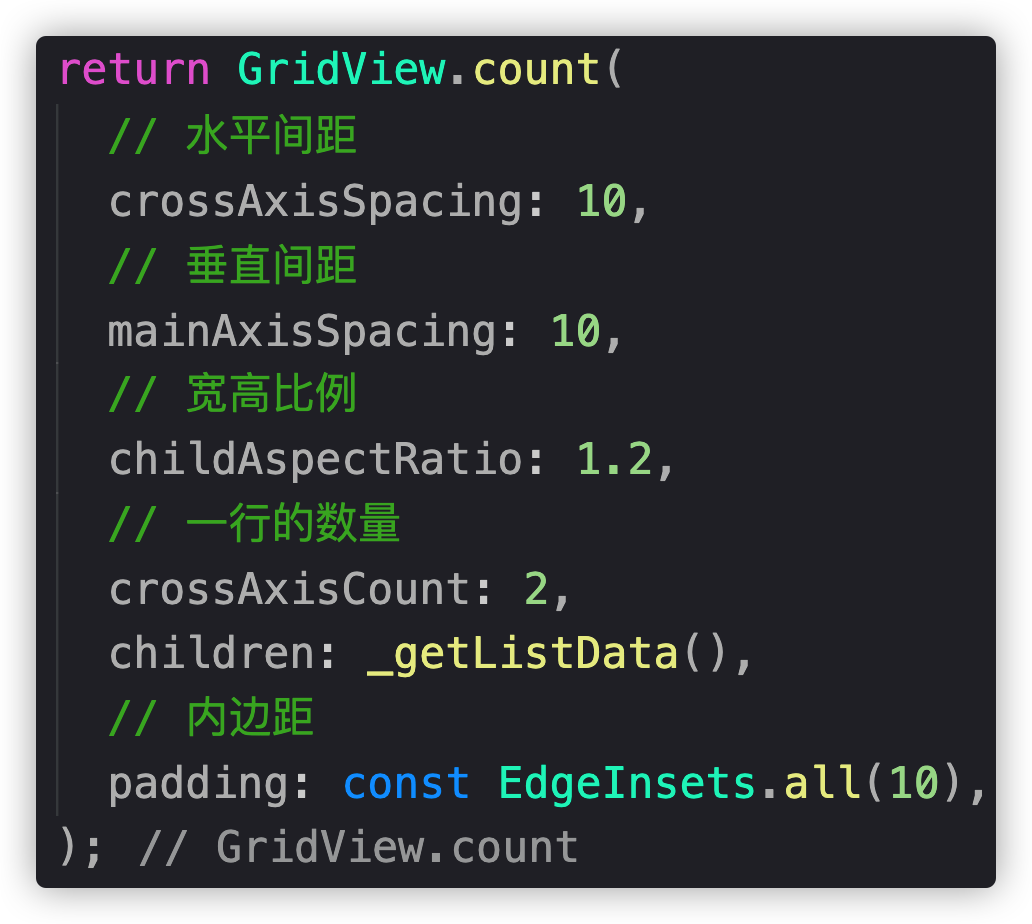 return GridView.count(
// 水平间距
crossAxisSpacing: 10,
// 垂直间距
mainAxisSpacing: 10,
// 宽高比例
childAspectRatio: 1.2,
// 一行的数量
crossAxisCount: 2,
children: _getListData(),
// 内边距
padding: const EdgeInsets.all(10),
); // GridView.count